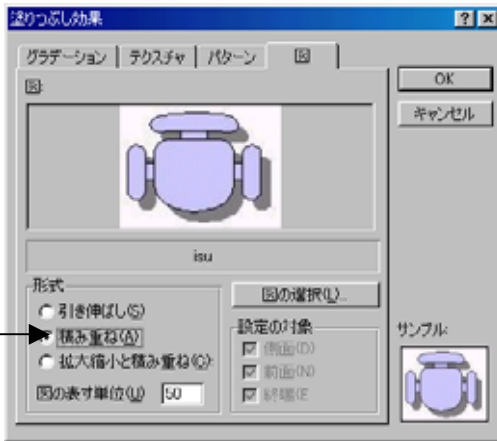 塗りつぶし効果
グラデーション テクスチャ パターン 図
図:
OK
キャンセル
isu
形式
引き伸ばし(S)
積み重ね(A)
拡大縮小と積み重ね(C):
図の表す単位(U) 50
図の選択(L)...
設定の対象
側面(D)
前面(N)
終端(E
サンプル: